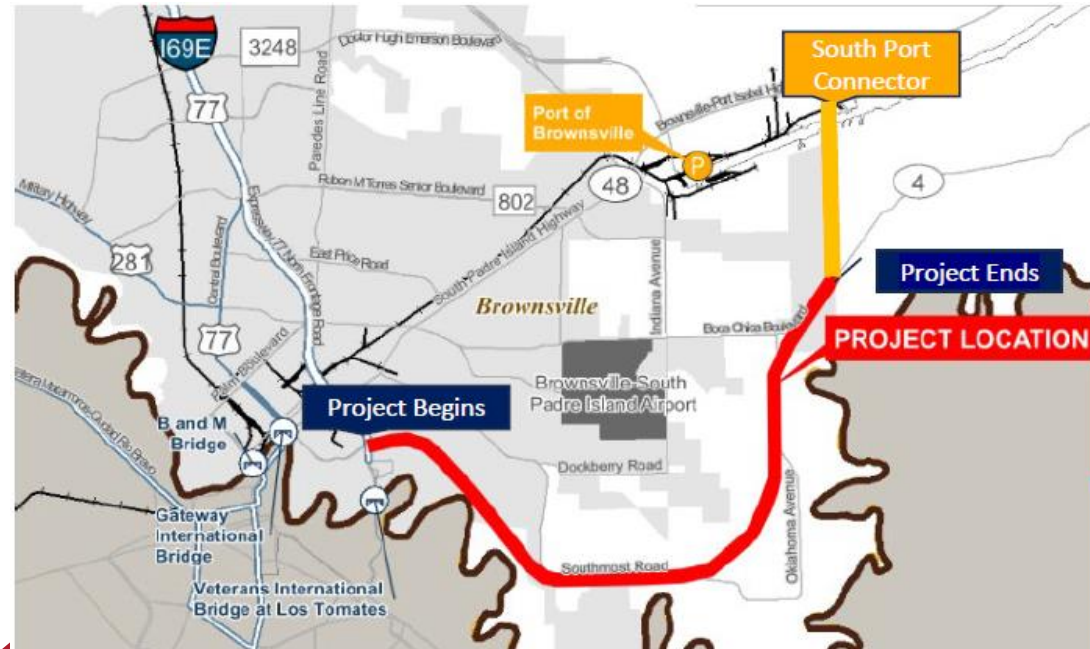 I69E
3248
Doctor Hugh Emerson Boulevard
South Port
Connector
77
Paredes Line Road
Port of
Brownsville
Brownsville-Port Isabel Hi
P
Military Highway
Ruben M Torres Senior Boulevard
802
48
4
Expressway 77 North Frontage Road
Central Boulevard
281
East Price Road
South Padre Island Highway
Indiana Avenue
Project Ends
Brownsville
77
Boca Chica Boulevard
PROJECT LOCATION
Palm Boulevard
Brownsville-South
Padre Island Airport
Project Begins
B and M
Bridge
Dockberry Road
Gateway
International
Bridge
Oklahoma Avenue
Southmost Road
Veterans International
Bridge at Los Tomates